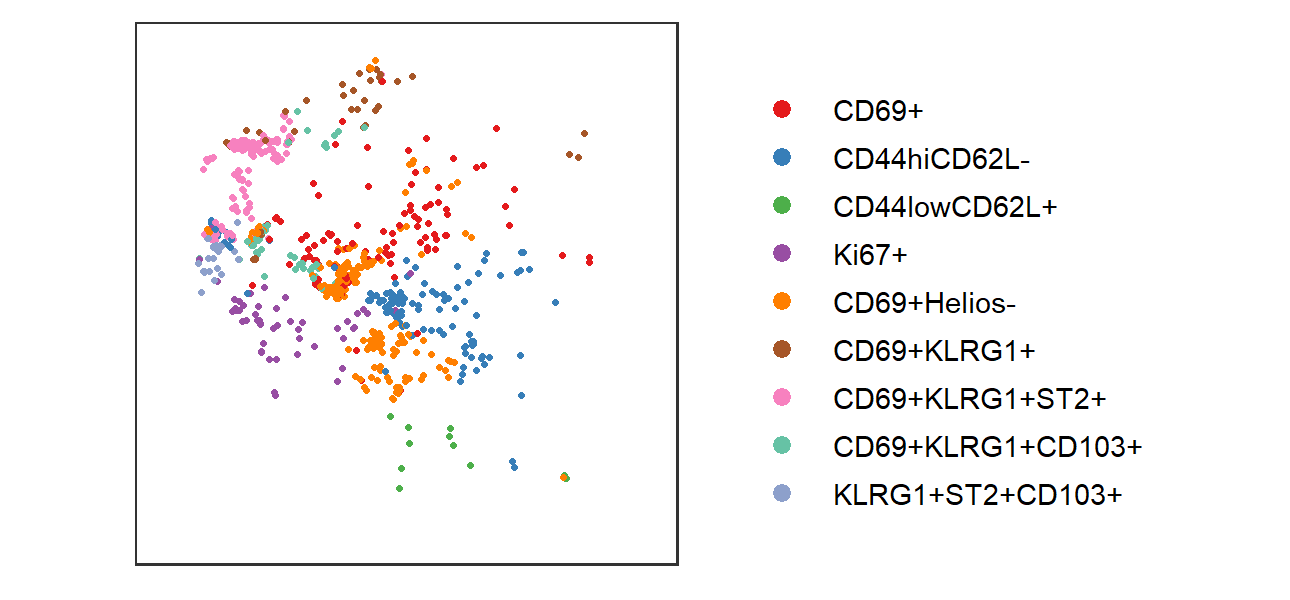 CD69+
CD44hiCD62L-
CD44lowCD62L+
Ki67+
CD69+Helios-
CD69+KLRG1+
CD69+KLRG1+ST2+
CD69+KLRG1+CD103+
KLRG1+ST2+CD103+